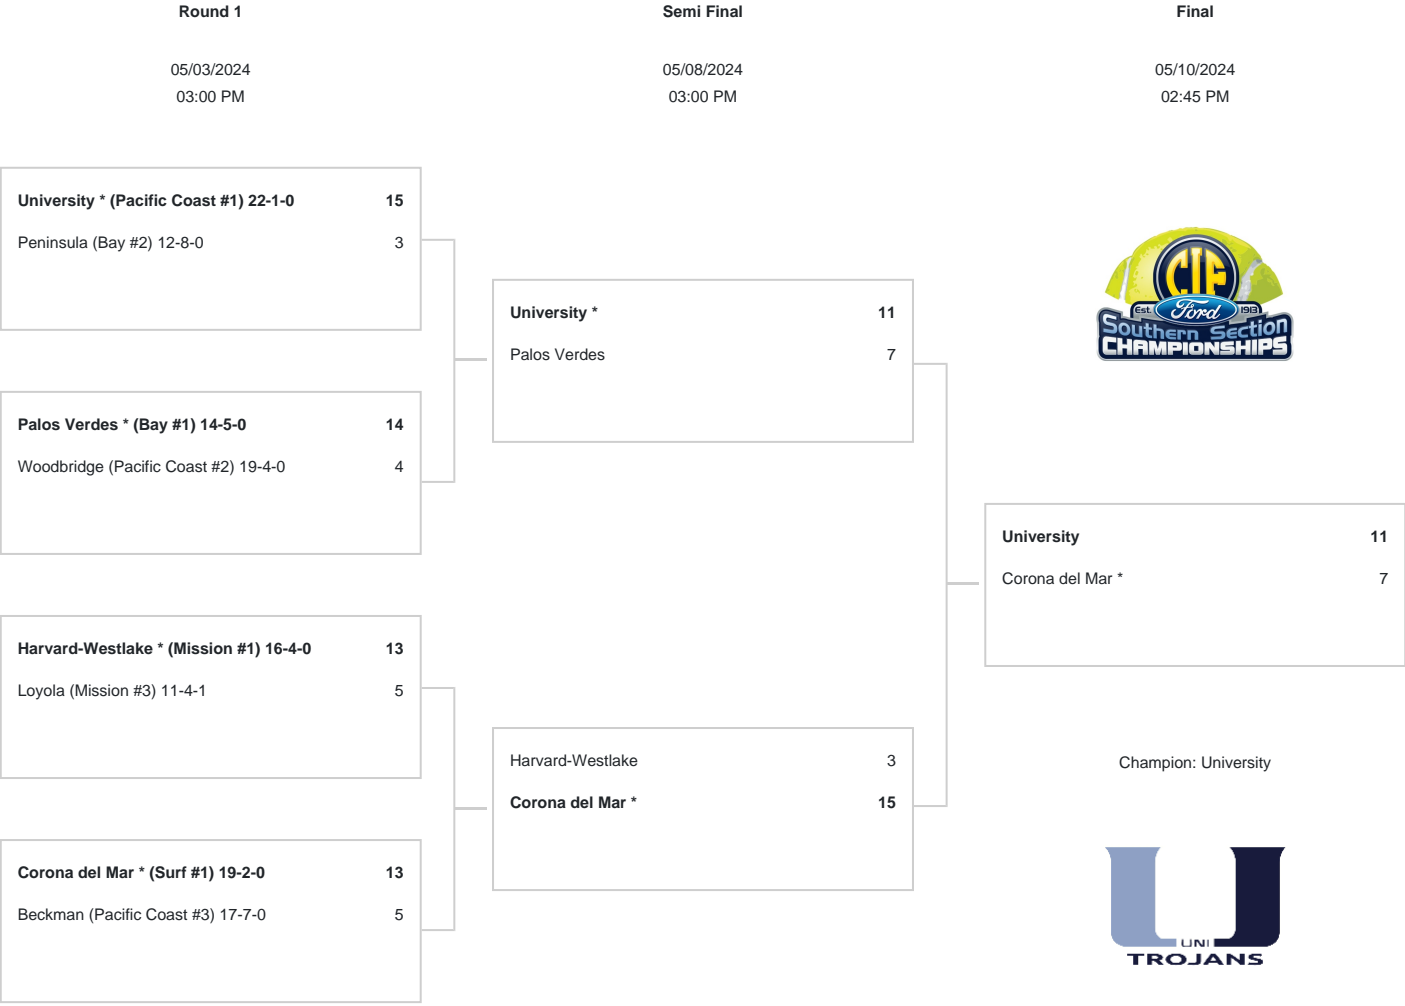 Round 1
Semi Final
Final
05/03/2024
03:00 PM
05/08/2024
03:00 PM
05/10/2024
02:45 PM
University * (Pacific Coast #1) 22-1-0 15
Peninsula (Bay #2) 12-8-0 3
Palos Verdes * (Bay #1) 14-5-0 14
Woodbridge (Pacific Coast #2) 19-4-0 4
Harvard-Westlake * (Mission #1) 16-4-0 13
Loyola (Mission #3) 11-4-1 5
Corona del Mar * (Surf #1) 19-2-0 13
Beckman (Pacific Coast #3) 17-7-0 5
University * 11
Palos Verdes 7
Harvard-Westlake 3
Corona del Mar * 15
CIF
Est. Ford 1913
Southern Section
CHAMPIONSHIPS
University 11
Corona del Mar * 7
Champion: University
UNI
TROJANS